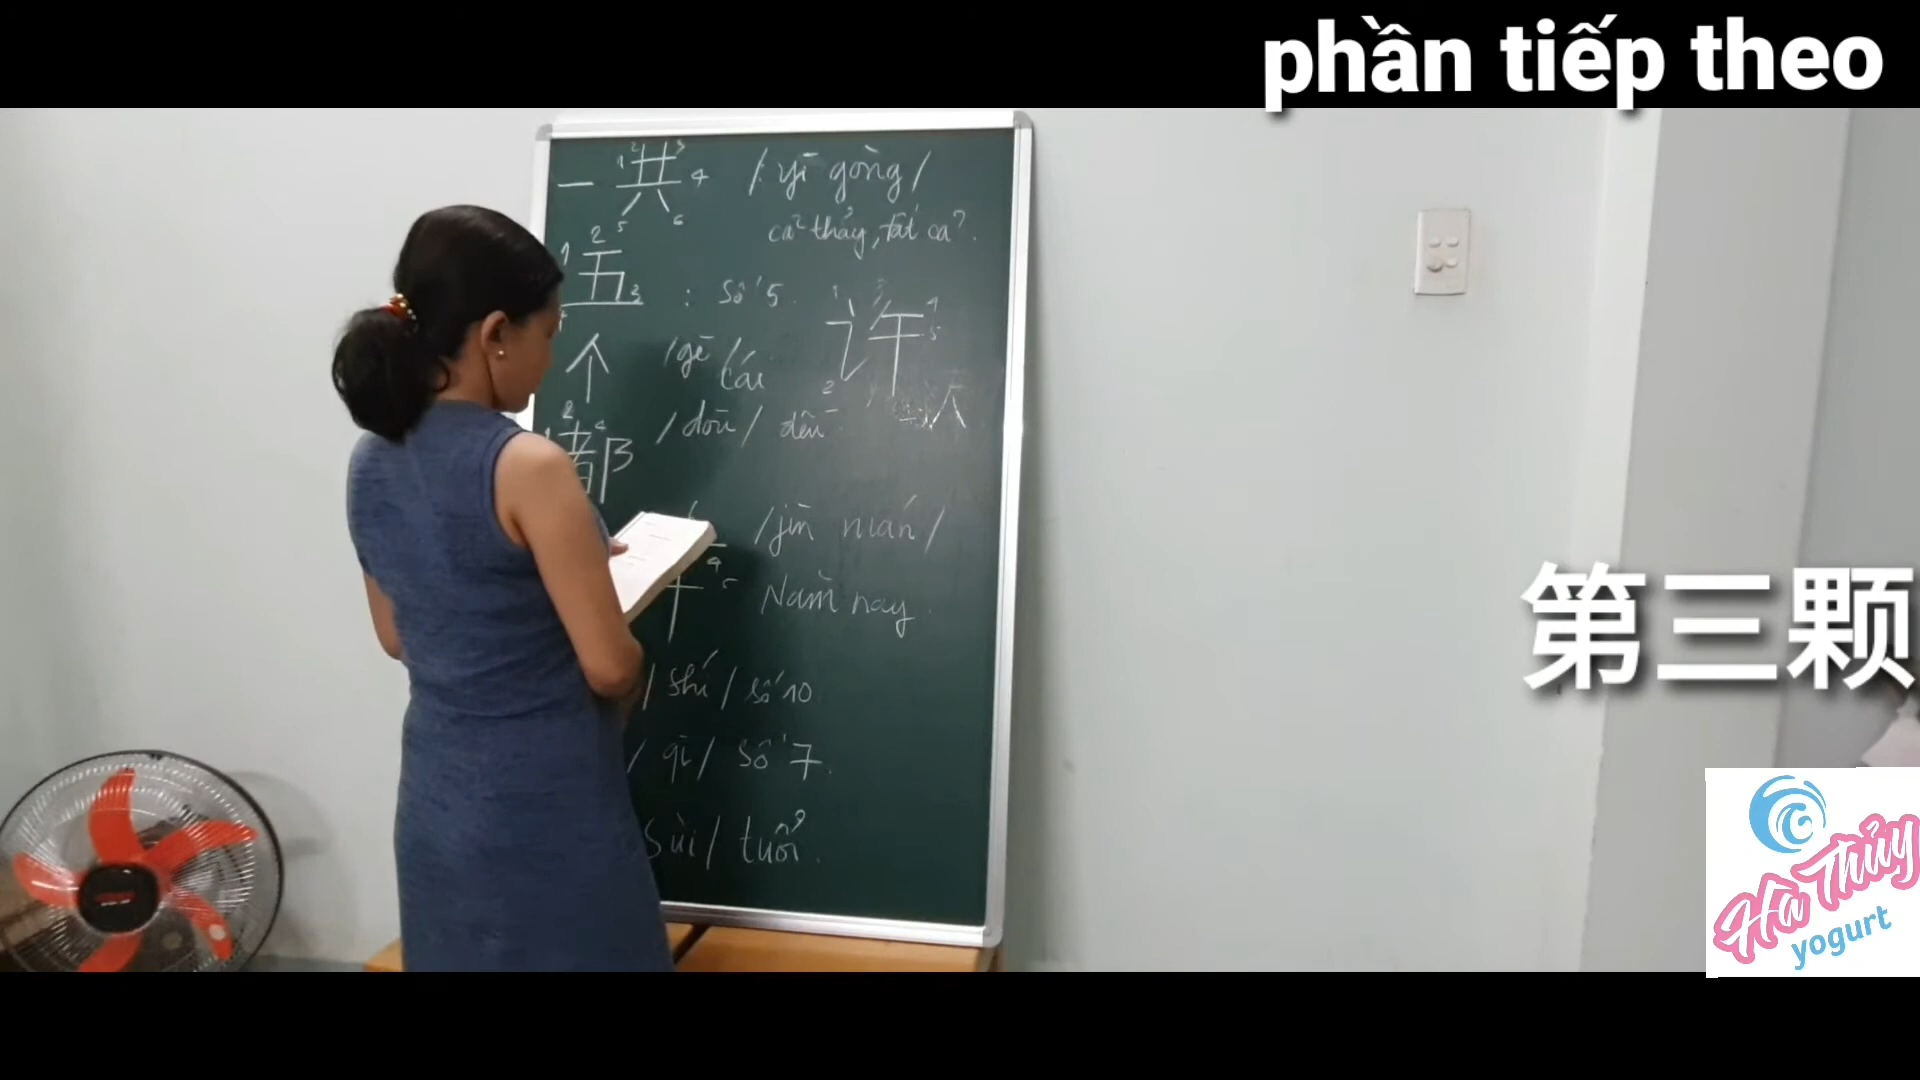 phần tiếp theo
一共 /yī gòng/
cả thảy, tất cả.
五 : số 5.
个 /gè/ cái
许
都 /dōu/ đều
/jīn nián/
年 Năm nay.
/shí/ số 10
/qī/ số 7.
suì/ tuổi.
第三颗
Hà Thủy
yogurt